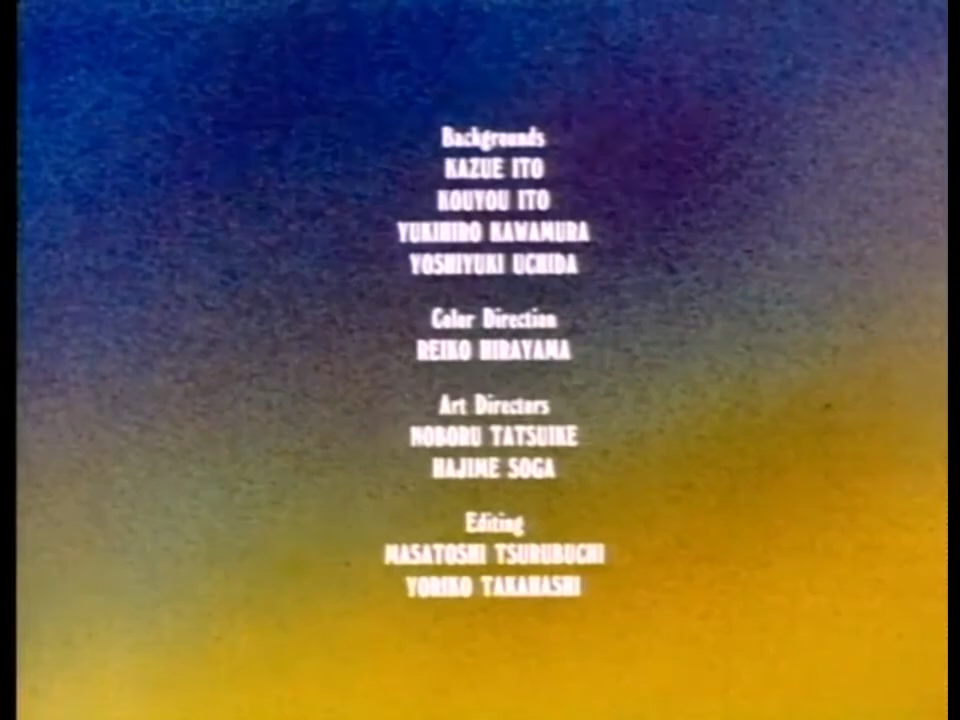 Backgrounds
KAZUE ITO
KOUYOU ITO
YUKIHIRO KAWAMURA
YOSHIYUKI UCHIDA
Color Direction
REIKO HIRAYAMA
Art Directors
NOBORU TATSUIKE
HAJIME SOGA
Editing
MASATOSHI TSURUBUCHI
YORIKO TAKAHASHI